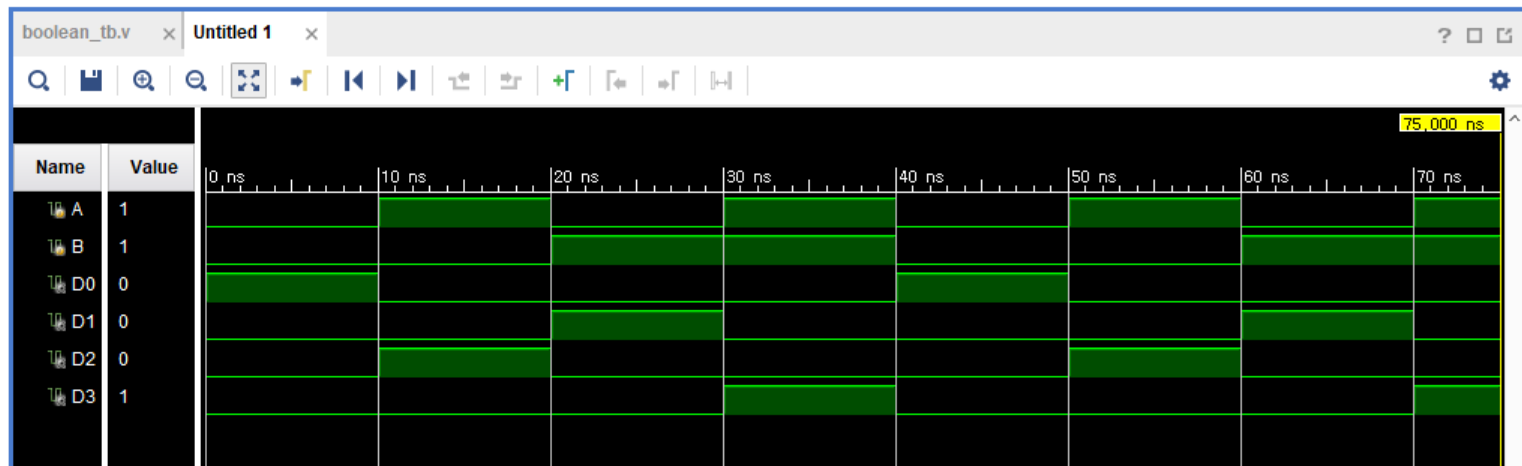 boolean_tb.v × Untitled 1 ×
?
75,000 ns
Name Value
0 ns 10 ns 20 ns 30 ns 40 ns 50 ns 60 ns 70 ns
A 1
B 1
D0 0
D1 0
D2 0
D3 1